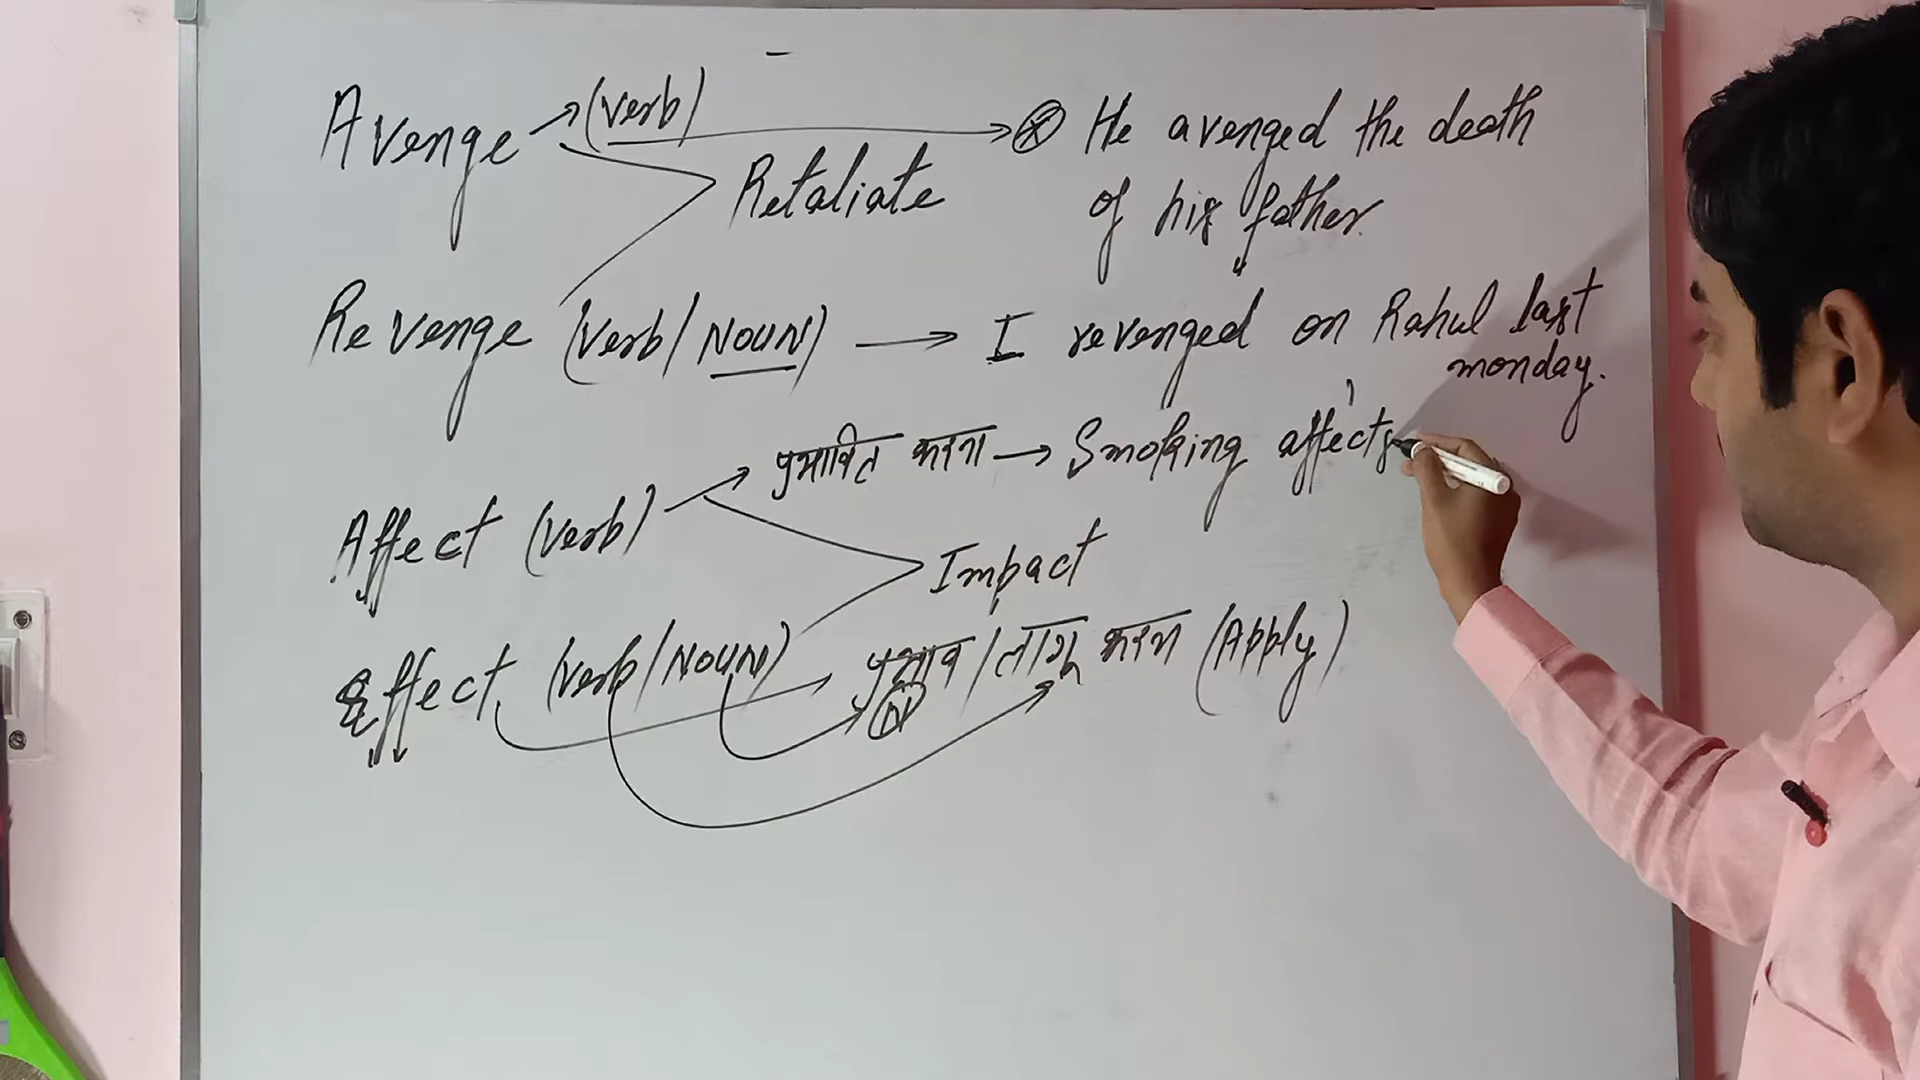 Avenge → (verb) → He avenged the death
Retaliate
of his father.
Revenge (verb/NOUN) → I revenged on Rahul last
monday.
Affect (verb) → प्रभावित करना → Smoking affects
Impact
Effect (verb/NOUN) → प्रभाव/लागू करना (Apply)
N